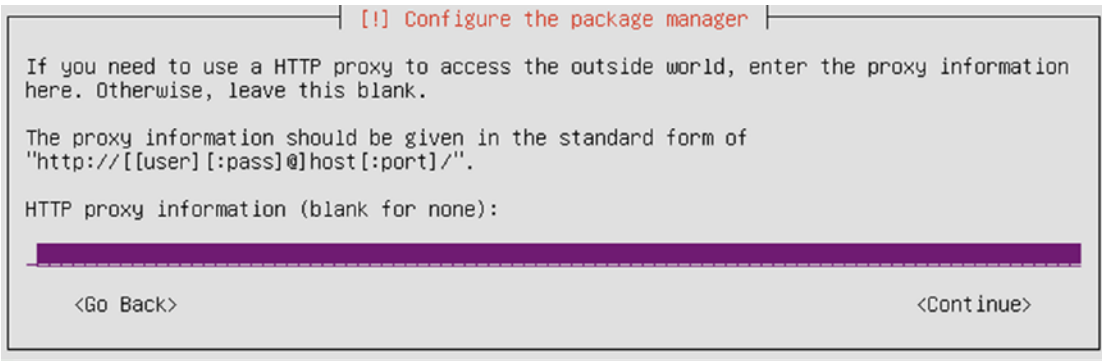 [!] Configure the package manager
If you need to use a HTTP proxy to access the outside world, enter the proxy information
here. Otherwise, leave this blank.
The proxy information should be given in the standard form of
"http://[[user][:pass]@]host[:port]/".
HTTP proxy information (blank for none):
<Go Back> <Continue>